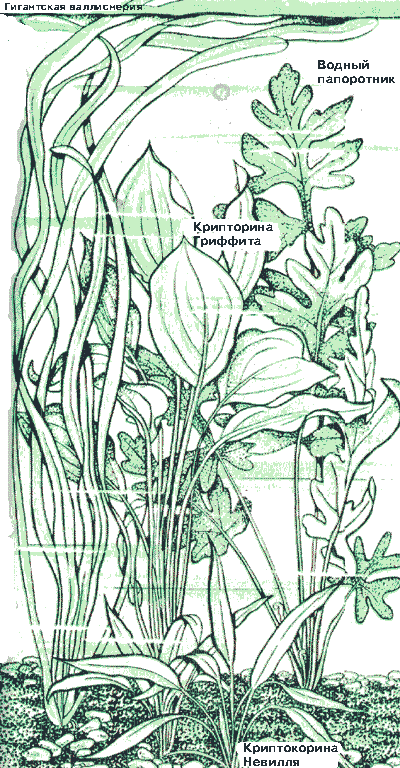 Гигантская валлиснерия
Водный
папоротник
Крипторина
Гриффита
Криптокорина
Невилля